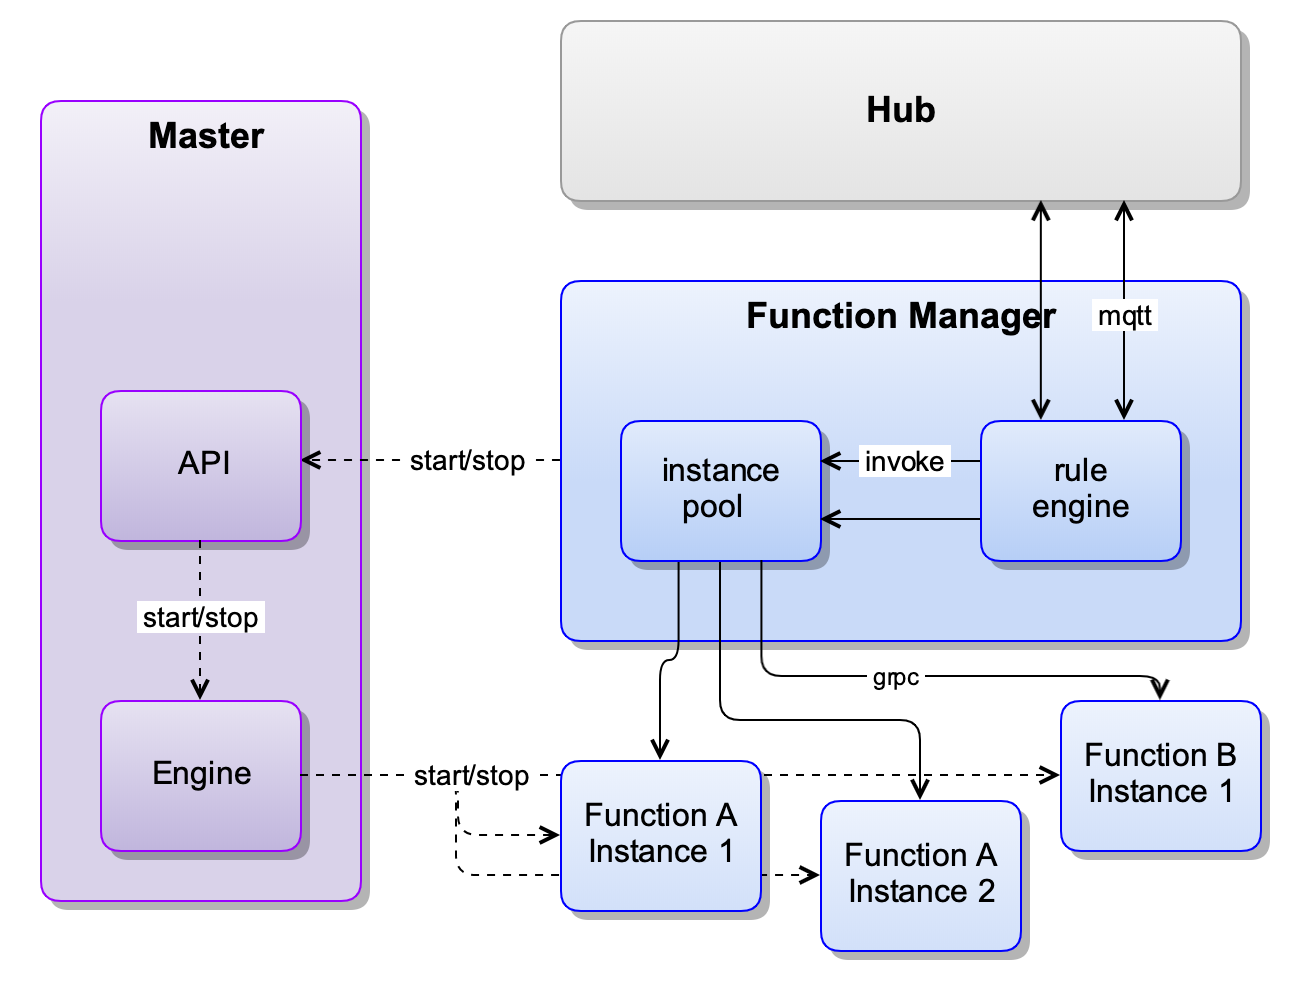 Hub
Master
Function Manager
mqtt
API
start/stop
instance
pool
invoke
rule
engine
start/stop
grpc
Engine
start/stop
Function A
Instance 1
Function A
Instance 2
Function B
Instance 1